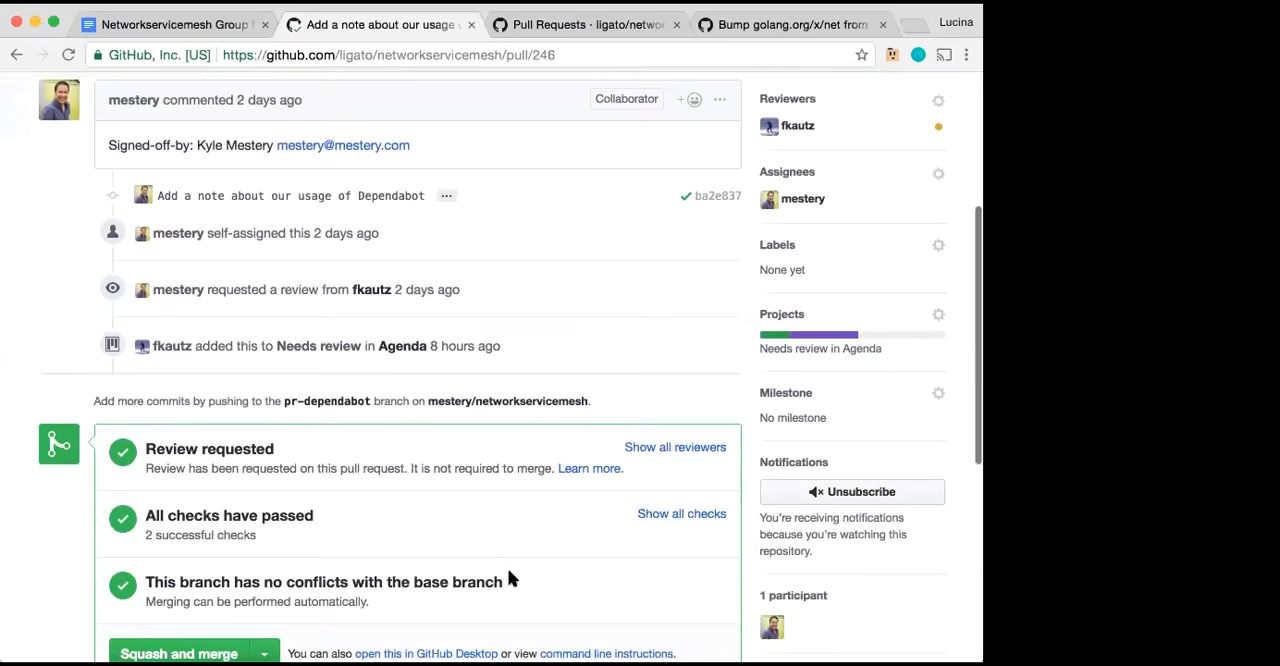 Networkservicemesh Group M
Add a note about our usage o
Pull Requests · ligato/networ
Bump golang.org/x/net from
Lucina
GitHub, Inc. [US]
https://github.com/ligato/networkservicemesh/pull/246
mestery commented 2 days ago
Collaborator
Signed-off-by: Kyle Mestery mestery@mestery.com
Add a note about our usage of Dependabot
ba2e837
mestery self-assigned this 2 days ago
mestery requested a review from fkautz 2 days ago
fkautz added this to Needs review in Agenda 8 hours ago
Add more commits by pushing to the pr-dependabot branch on mestery/networkservicemesh.
Review requested
Show all reviewers
Review has been requested on this pull request. It is not required to merge. Learn more.
All checks have passed
Show all checks
2 successful checks
This branch has no conflicts with the base branch
Merging can be performed automatically.
Squash and merge
You can also open this in GitHub Desktop or view command line instructions.
Reviewers
fkautz
Assignees
mestery
Labels
None yet
Projects
Needs review in Agenda
Milestone
No milestone
Notifications
Unsubscribe
You're receiving notifications
because you're watching this
repository.
1 participant